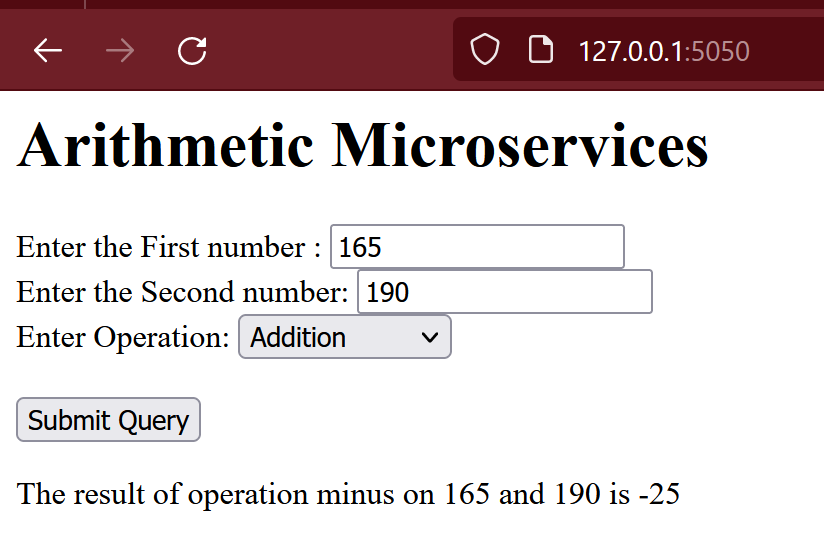 127.0.0.1:5050
Arithmetic Microservices
Enter the First number : 165
Enter the Second number: 190
Enter Operation: Addition
Submit Query
The result of operation minus on 165 and 190 is -25